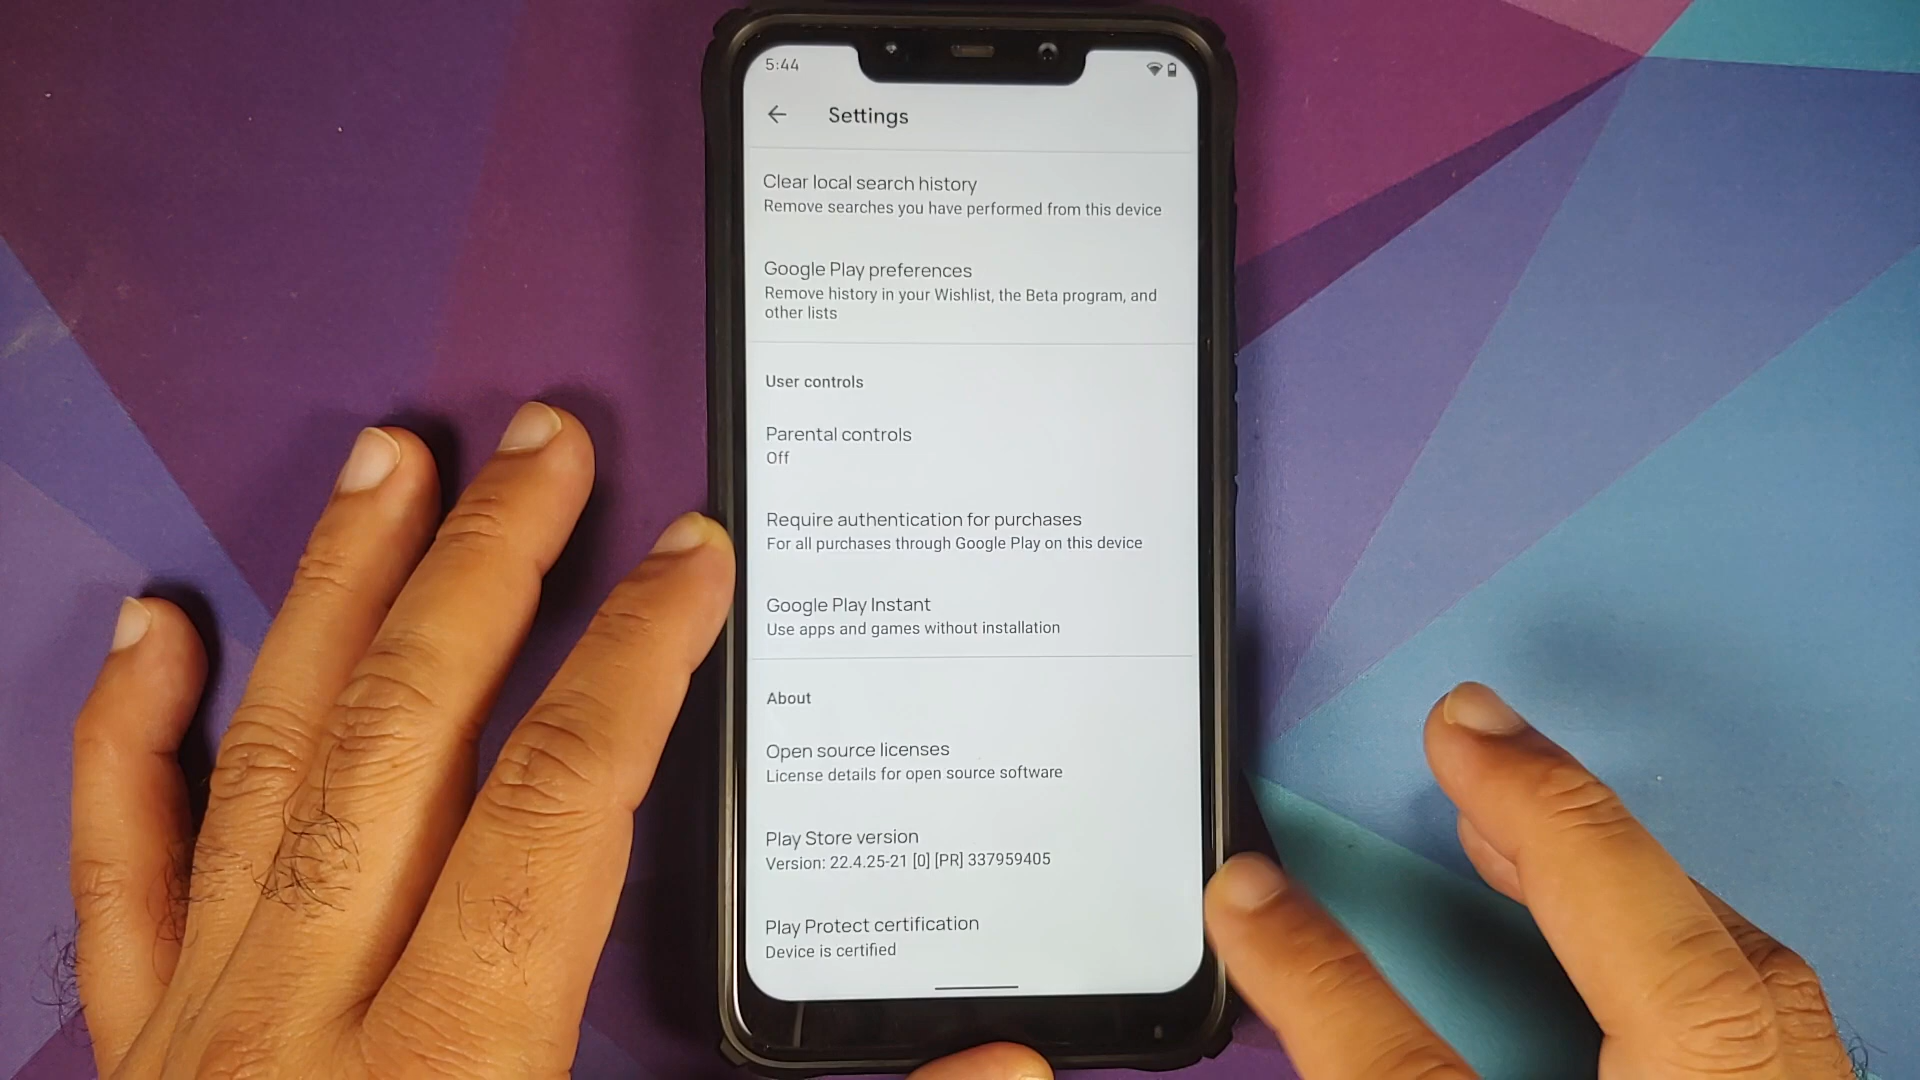 5:44
Settings
Clear local search history
Remove searches you have performed from this device
Google Play preferences
Remove history in your Wishlist, the Beta program, and
other lists
User controls
Parental controls
Off
Require authentication for purchases
For all purchases through Google Play on this device
Google Play Instant
Use apps and games without installation
About
Open source licenses
License details for open source software
Play Store version
Version: 22.4.25-21 [0] [PR] 337959405
Play Protect certification
Device is certified